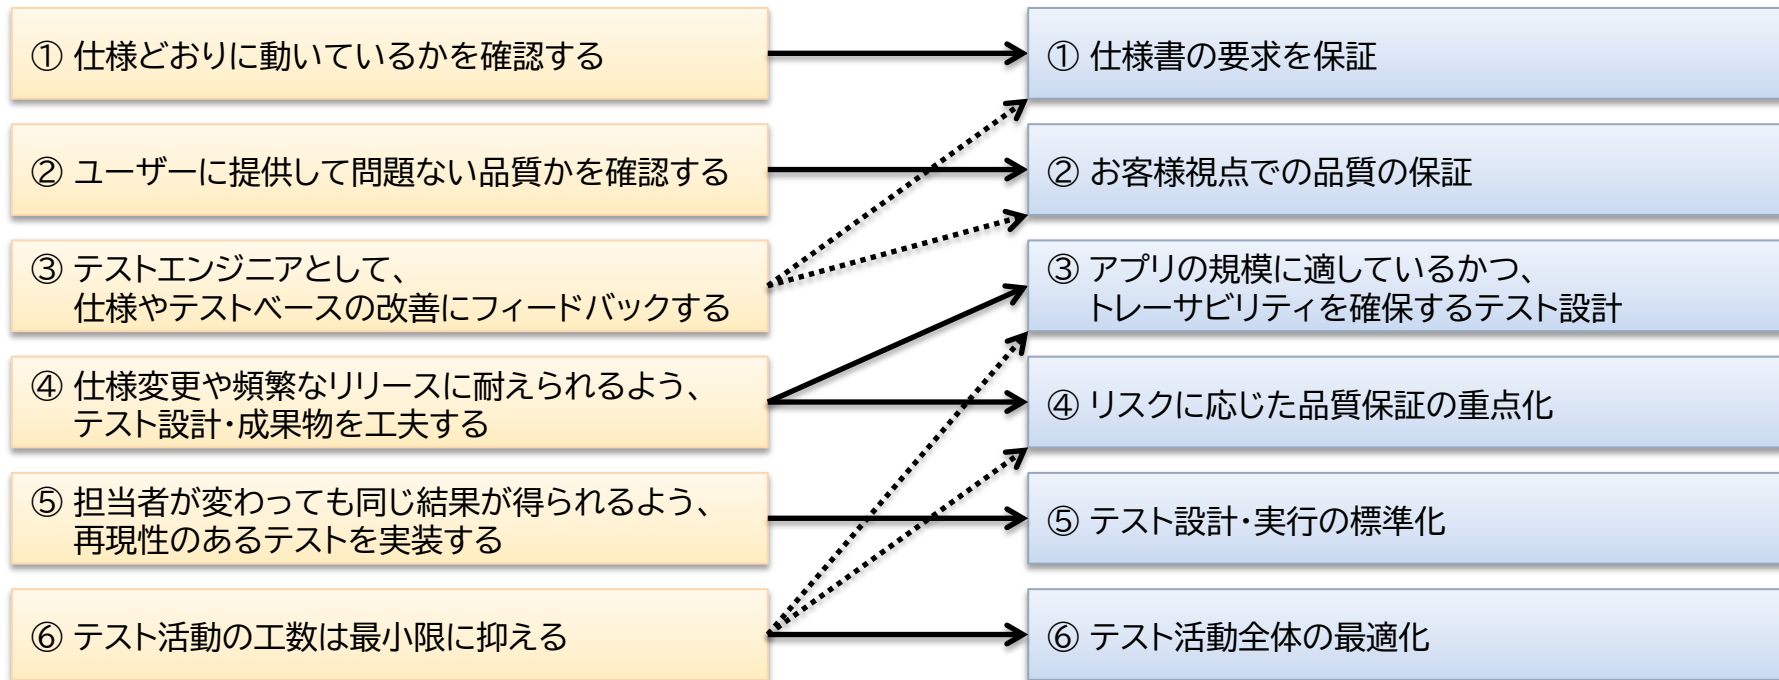 ① 仕様どおりに動いているかを確認する
② ユーザーに提供して問題ない品質かを確認する
③ テストエンジニアとして、
仕様やテストベースの改善にフィードバックする
④ 仕様変更や頻繁なリリースに耐えられるよう、
テスト設計・成果物を工夫する
⑤ 担当者が変わっても同じ結果が得られるよう、
再現性のあるテストを実装する
⑥ テスト活動の工数は最小限に抑える
① 仕様書の要求を保証
② お客様視点での品質の保証
③ アプリの規模に適しているかつ、
トレーサビリティを確保するテスト設計
④ リスクに応じた品質保証の重点化
⑤ テスト設計・実行の標準化
⑥ テスト活動全体の最適化